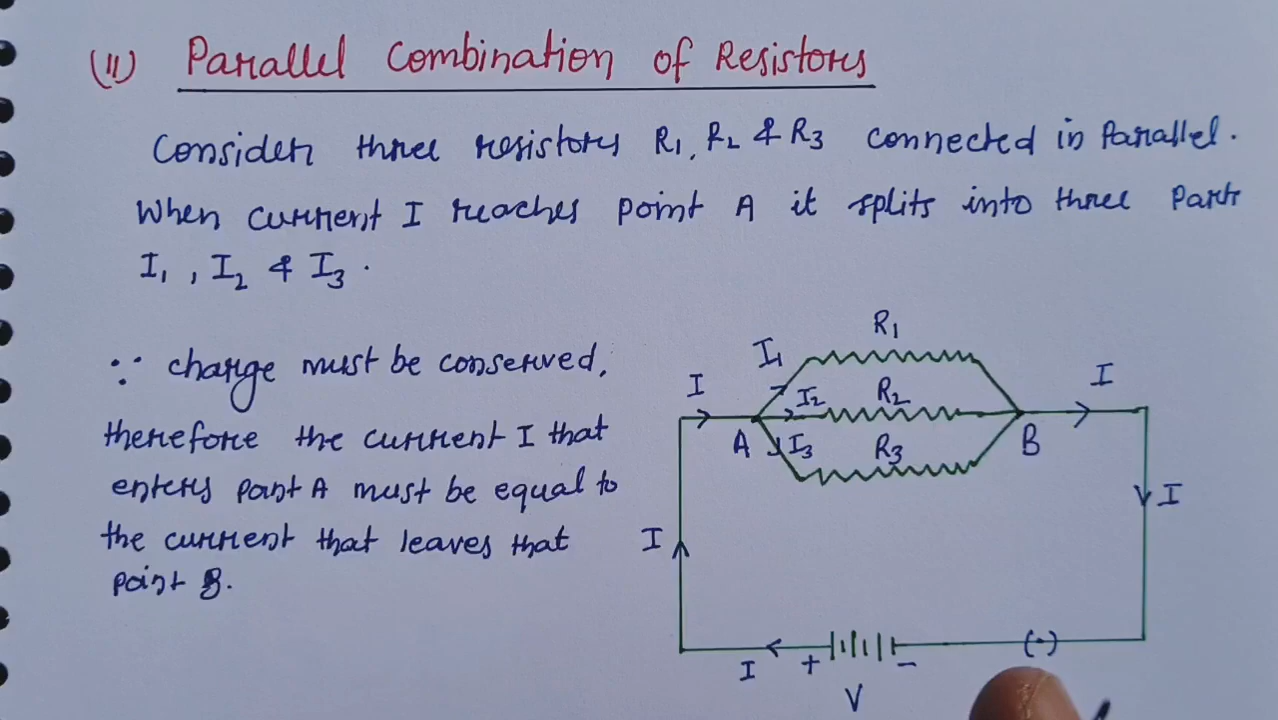 (11) Parallel Combination of Resistors
Consider three resistors R₁, R₂ & R₃ connected in Parallel.
When current I reaches point A it splits into three Parts
I₁, I₂ & I₃.
∵ charge must be conserved,
therefore the current I that
enters point A must be equal to
the current that leaves that
point B.
R₁
I₁
I
I₂
R₂
I
A
I₃
R₃
B
I
I
I
+
−
(•)
V